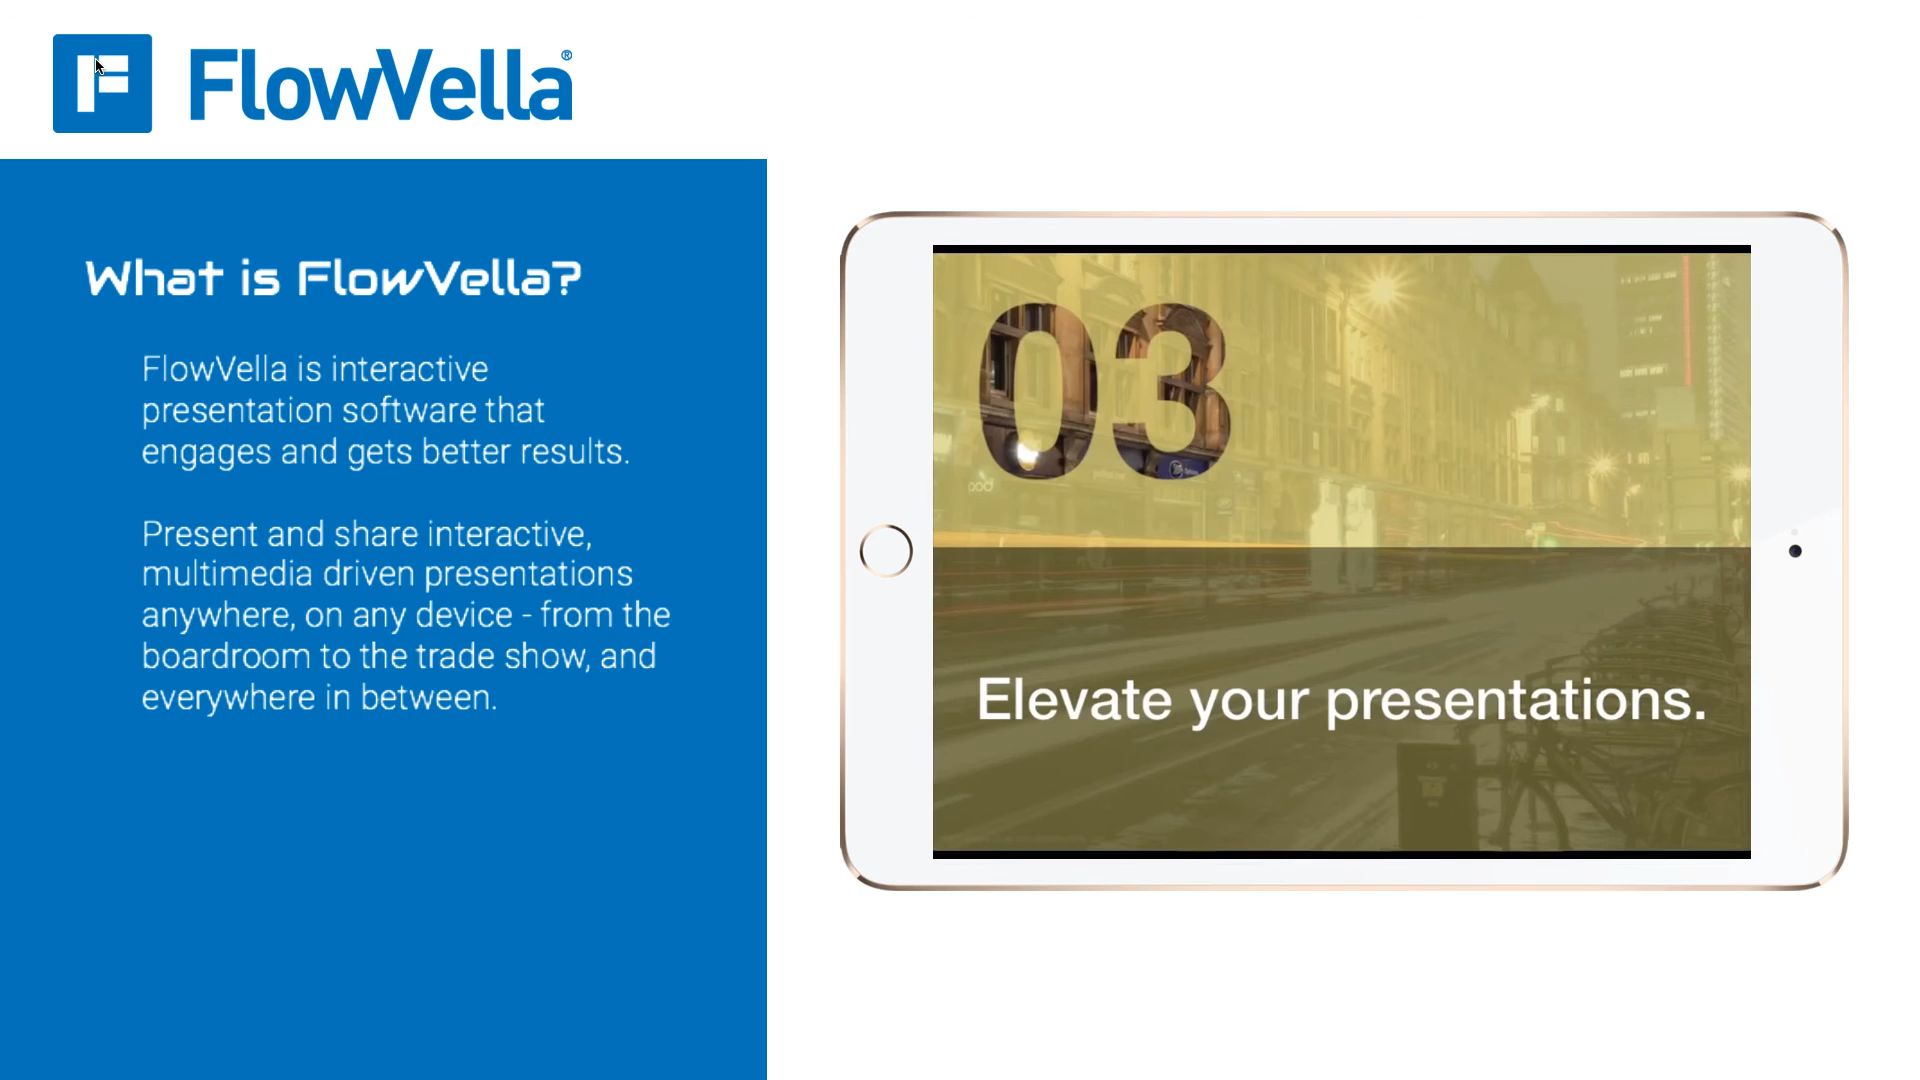 FlowVella®
What is FlowVella?
FlowVella is interactive
presentation software that
engages and gets better results.
Present and share interactive,
multimedia driven presentations
anywhere, on any device - from the
boardroom to the trade show, and
everywhere in between.
03
pod
Elevate your presentations.